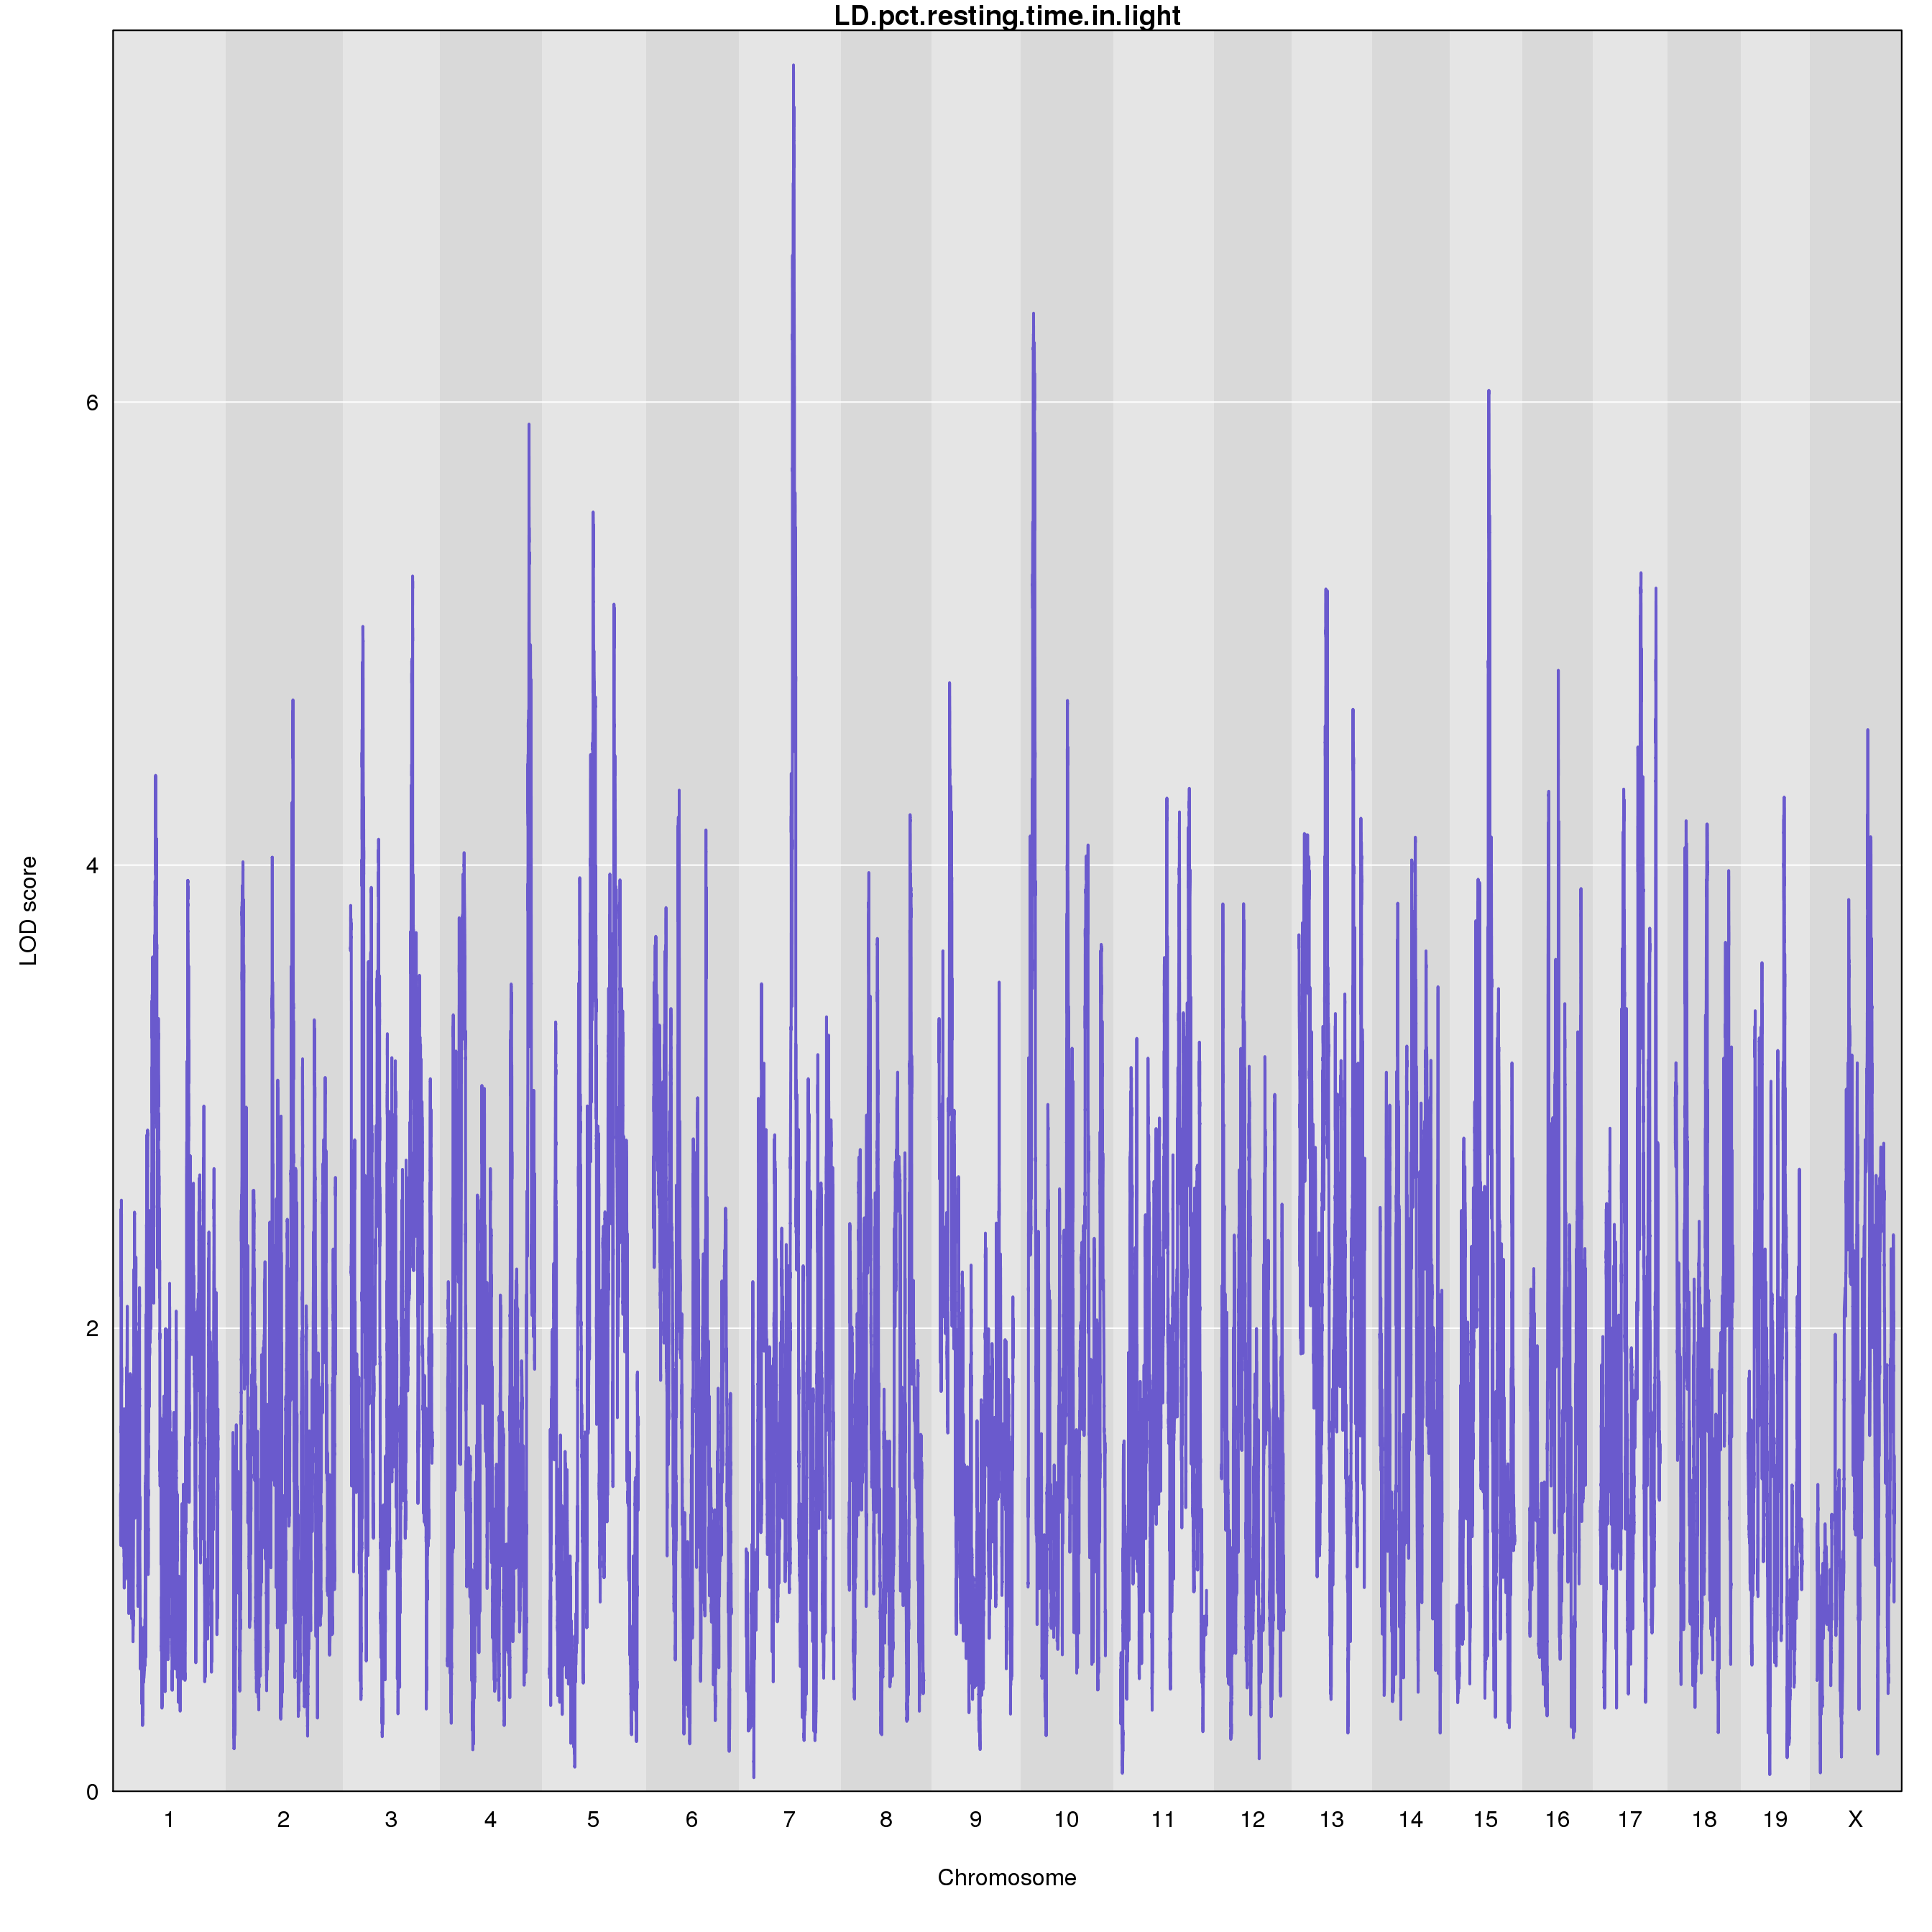 LD.pct.resting.time.in.light
6
4
2
0
LOD score
1 2 3 4 5 6 7 8 9 10 11 12 13 14 15 16 17 18 19 X
Chromosome